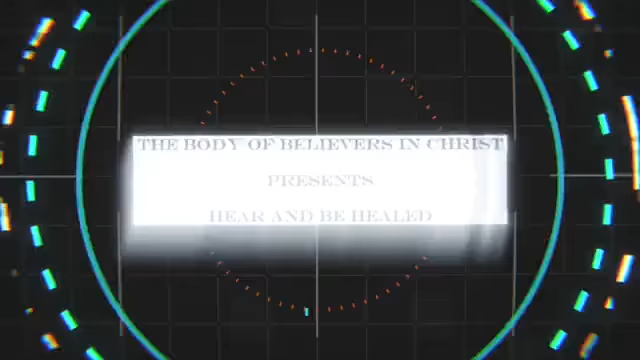 THE BODY OF BELIEVERS IN CHRIST
PRESENTS
HEAR AND BE HEALED